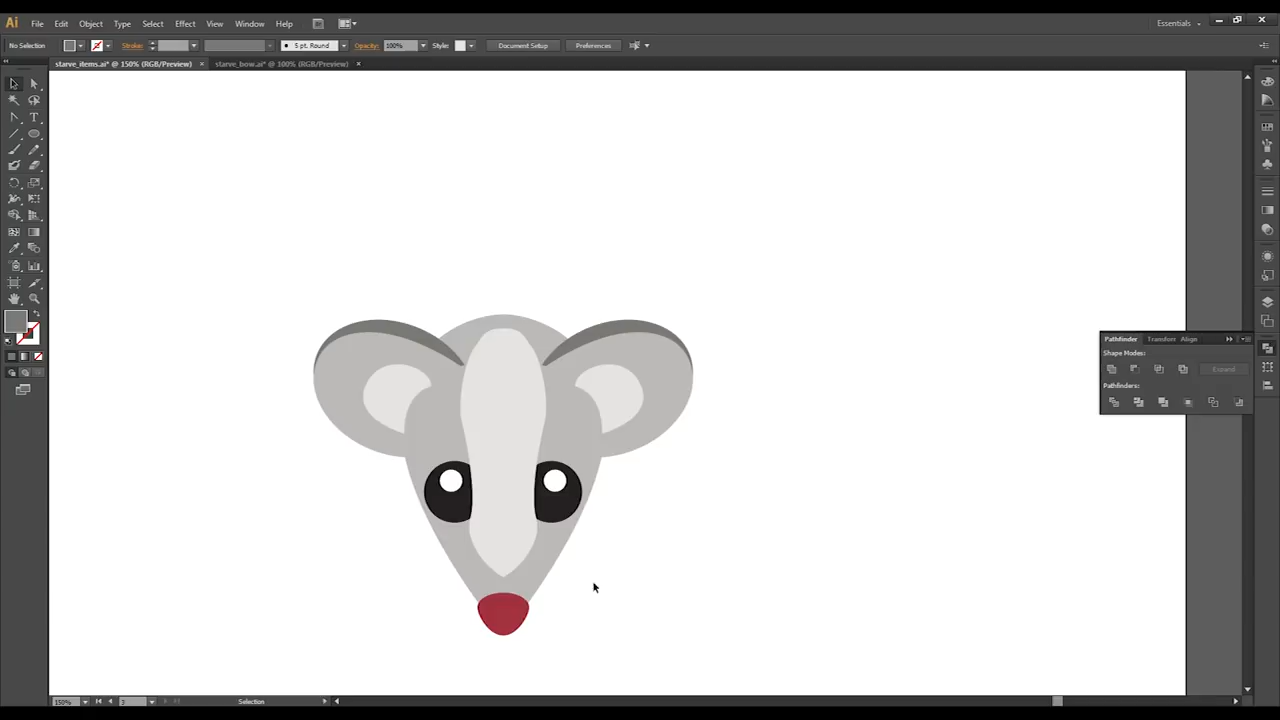 Ai File Edit Object Type Select Effect View Window Help Br Essentials
No Selection Stroke: 5 pt. Round Opacity: 100% Style: Document Setup Preferences
starve_items.ai* @ 150% (RGB/Preview) × starve_bow.ai* @ 100% (RGB/Preview) ×
Pathfinder Transform Align
Shape Modes:
Expand
Pathfinders:
150% 3 Selection